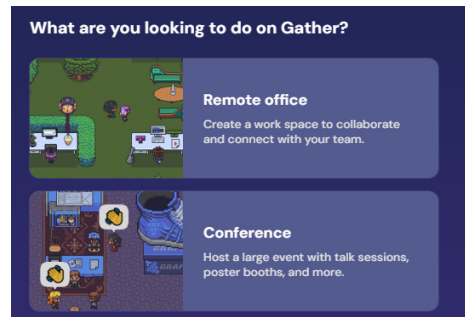 What are you looking to do on Gather?
Remote office
Create a work space to collaborate
and connect with your team.
Conference
Host a large event with talk sessions,
poster booths, and more.